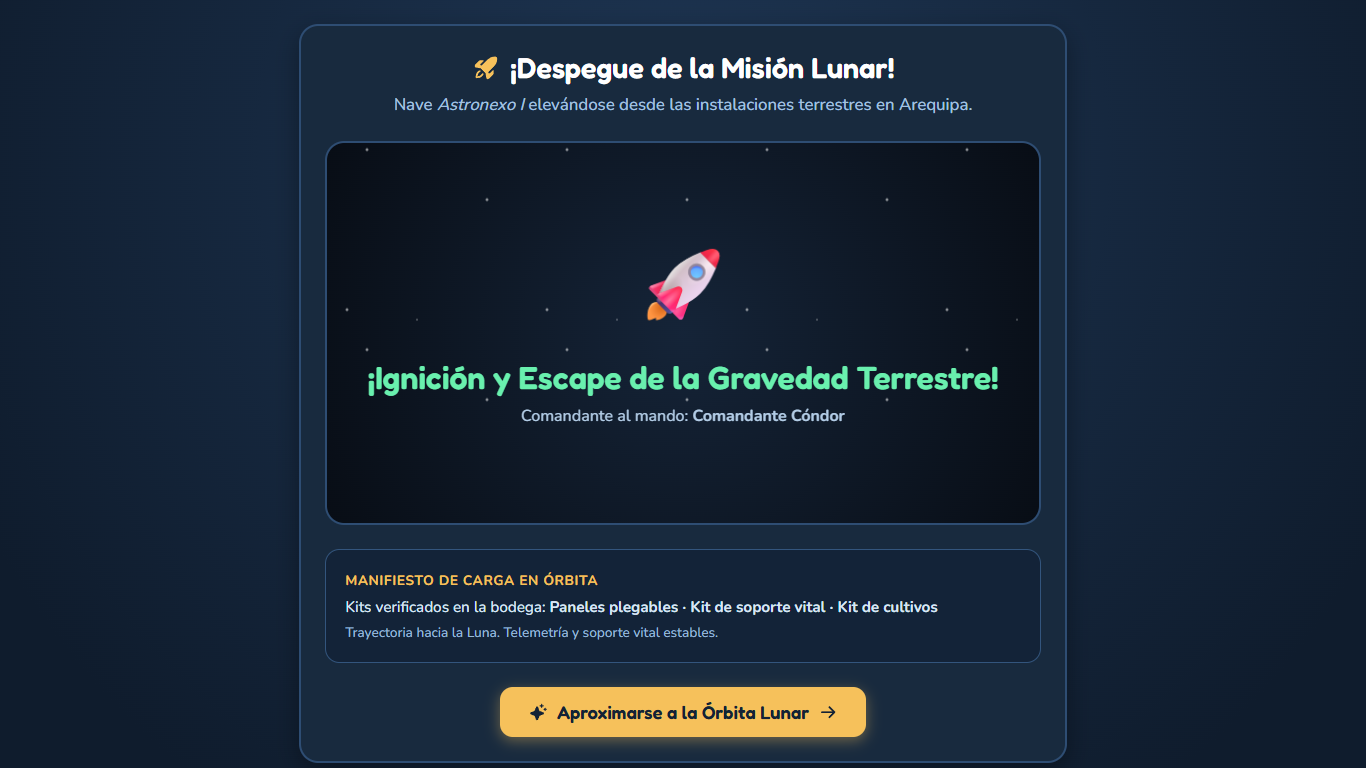 ¡Despegue de la Misión Lunar!
Nave Astronexo I elevándose desde las instalaciones terrestres en Arequipa.
¡Ignición y Escape de la Gravedad Terrestre!
Comandante al mando: Comandante Cóndor
MANIFIESTO DE CARGA EN ÓRBITA
Kits verificados en la bodega: Paneles plegables · Kit de soporte vital · Kit de cultivos
Trayectoria hacia la Luna. Telemetría y soporte vital estables.
Aproximarse a la Órbita Lunar →